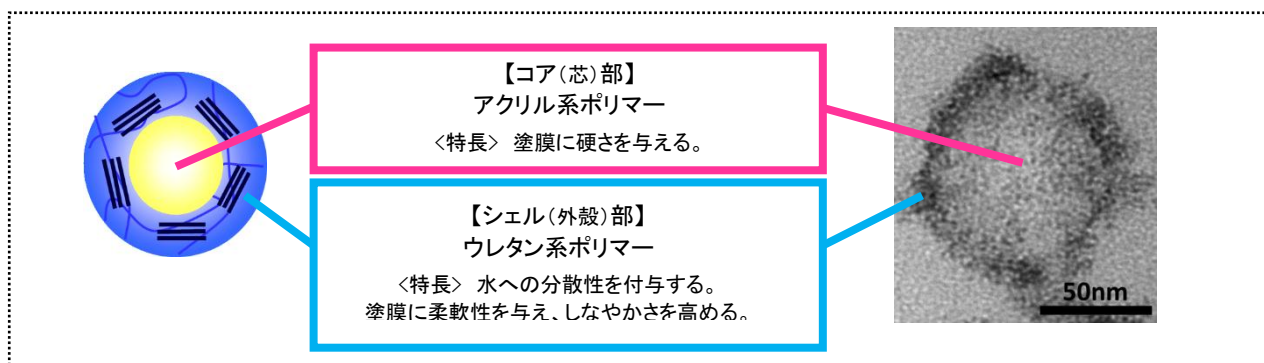 【コア（芯）部】
アクリル系ポリマー
<特長> 塗膜に硬さを与える。
【シェル（外殻）部】
ウレタン系ポリマー
<特長> 水への分散性を付与する。
塗膜に柔軟性を与え、しなやかさを高める。
50nm